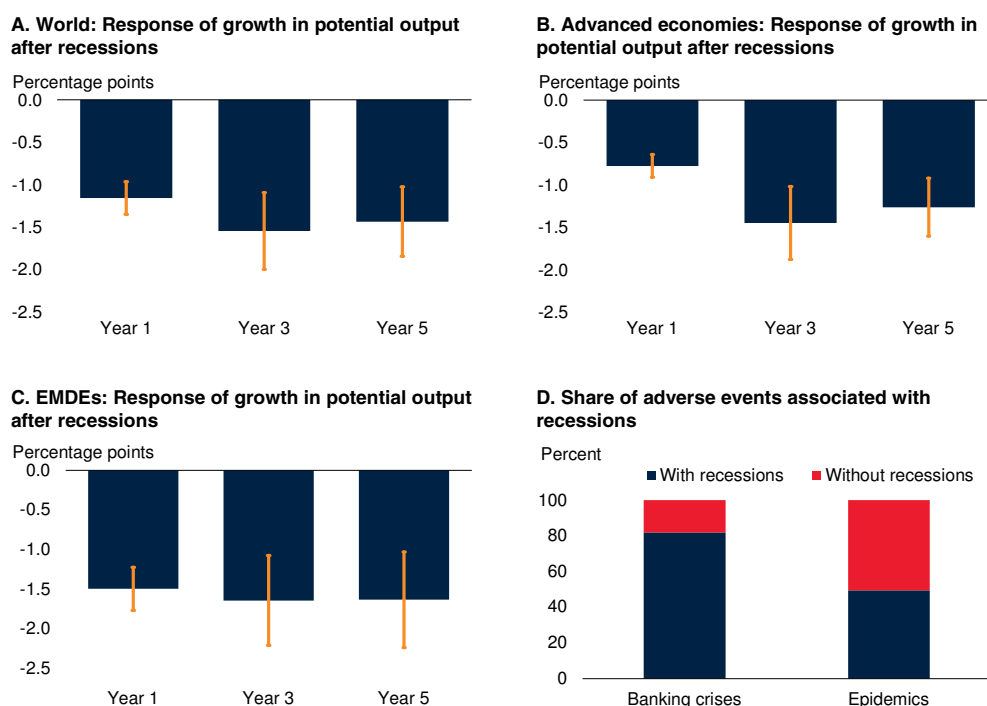 A. World: Response of growth in potential output
after recessions
Percentage points
0.0
-0.5
-1.0
-1.5
-2.0
-2.5
Year 1 Year 3 Year 5
B. Advanced economies: Response of growth in
potential output after recessions
Percentage points
0.0
-0.5
-1.0
-1.5
-2.0
-2.5
Year 1 Year 3 Year 5
C. EMDEs: Response of growth in potential output
after recessions
Percentage points
0.0
-0.5
-1.0
-1.5
-2.0
-2.5
Year 1 Year 3 Year 5
D. Share of adverse events associated with
recessions
Percent
With recessions Without recessions
100
80
60
40
20
0
Banking crises Epidemics